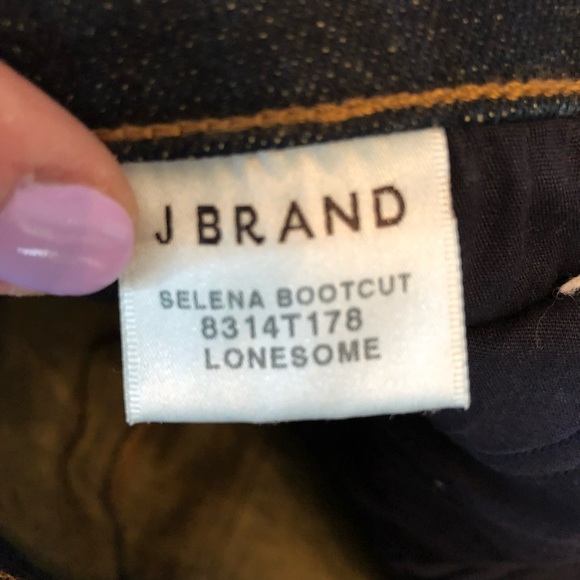 J BRAND
SELENA BOOTCUT
8314T178
LONESOME